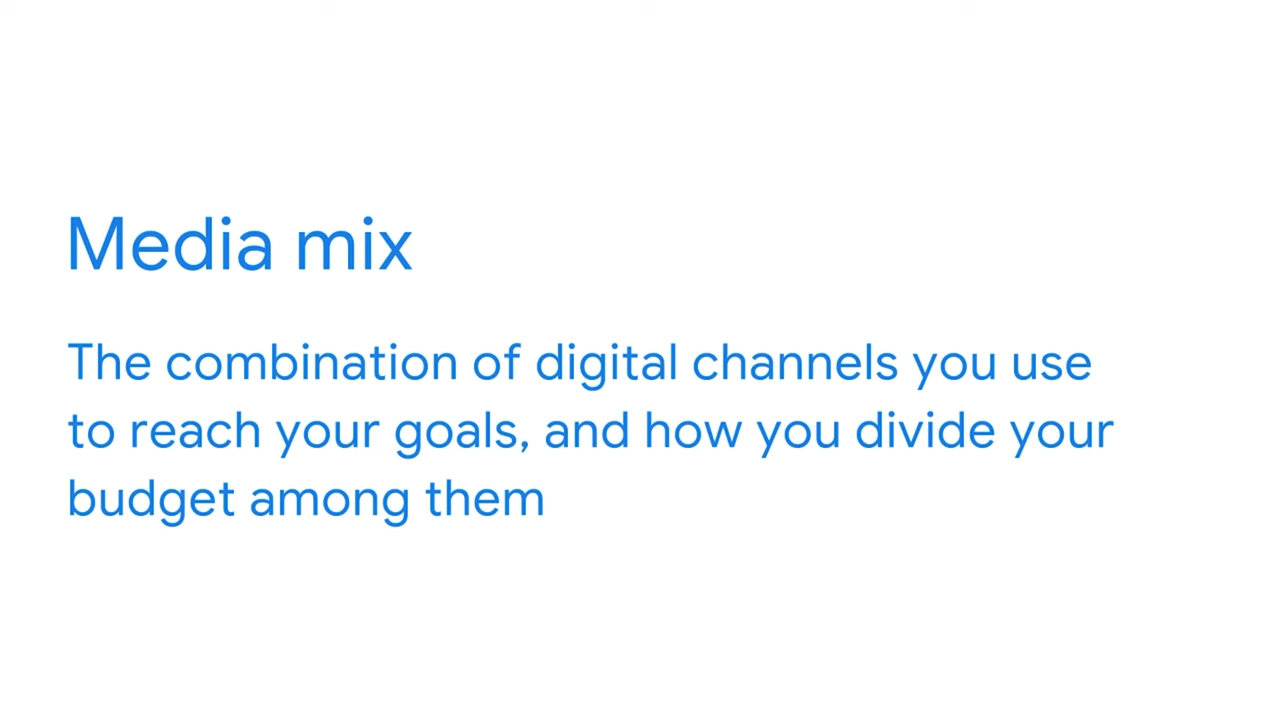 Media mix
The combination of digital channels you use
to reach your goals, and how you divide your
budget among them